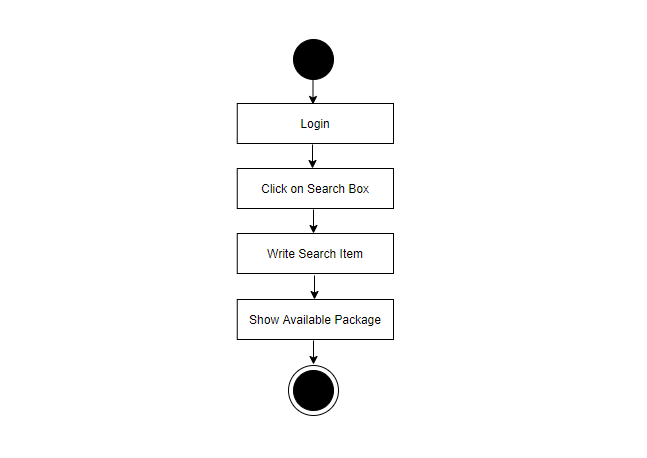 Login
Click on Search Box
Write Search Item
Show Available Package